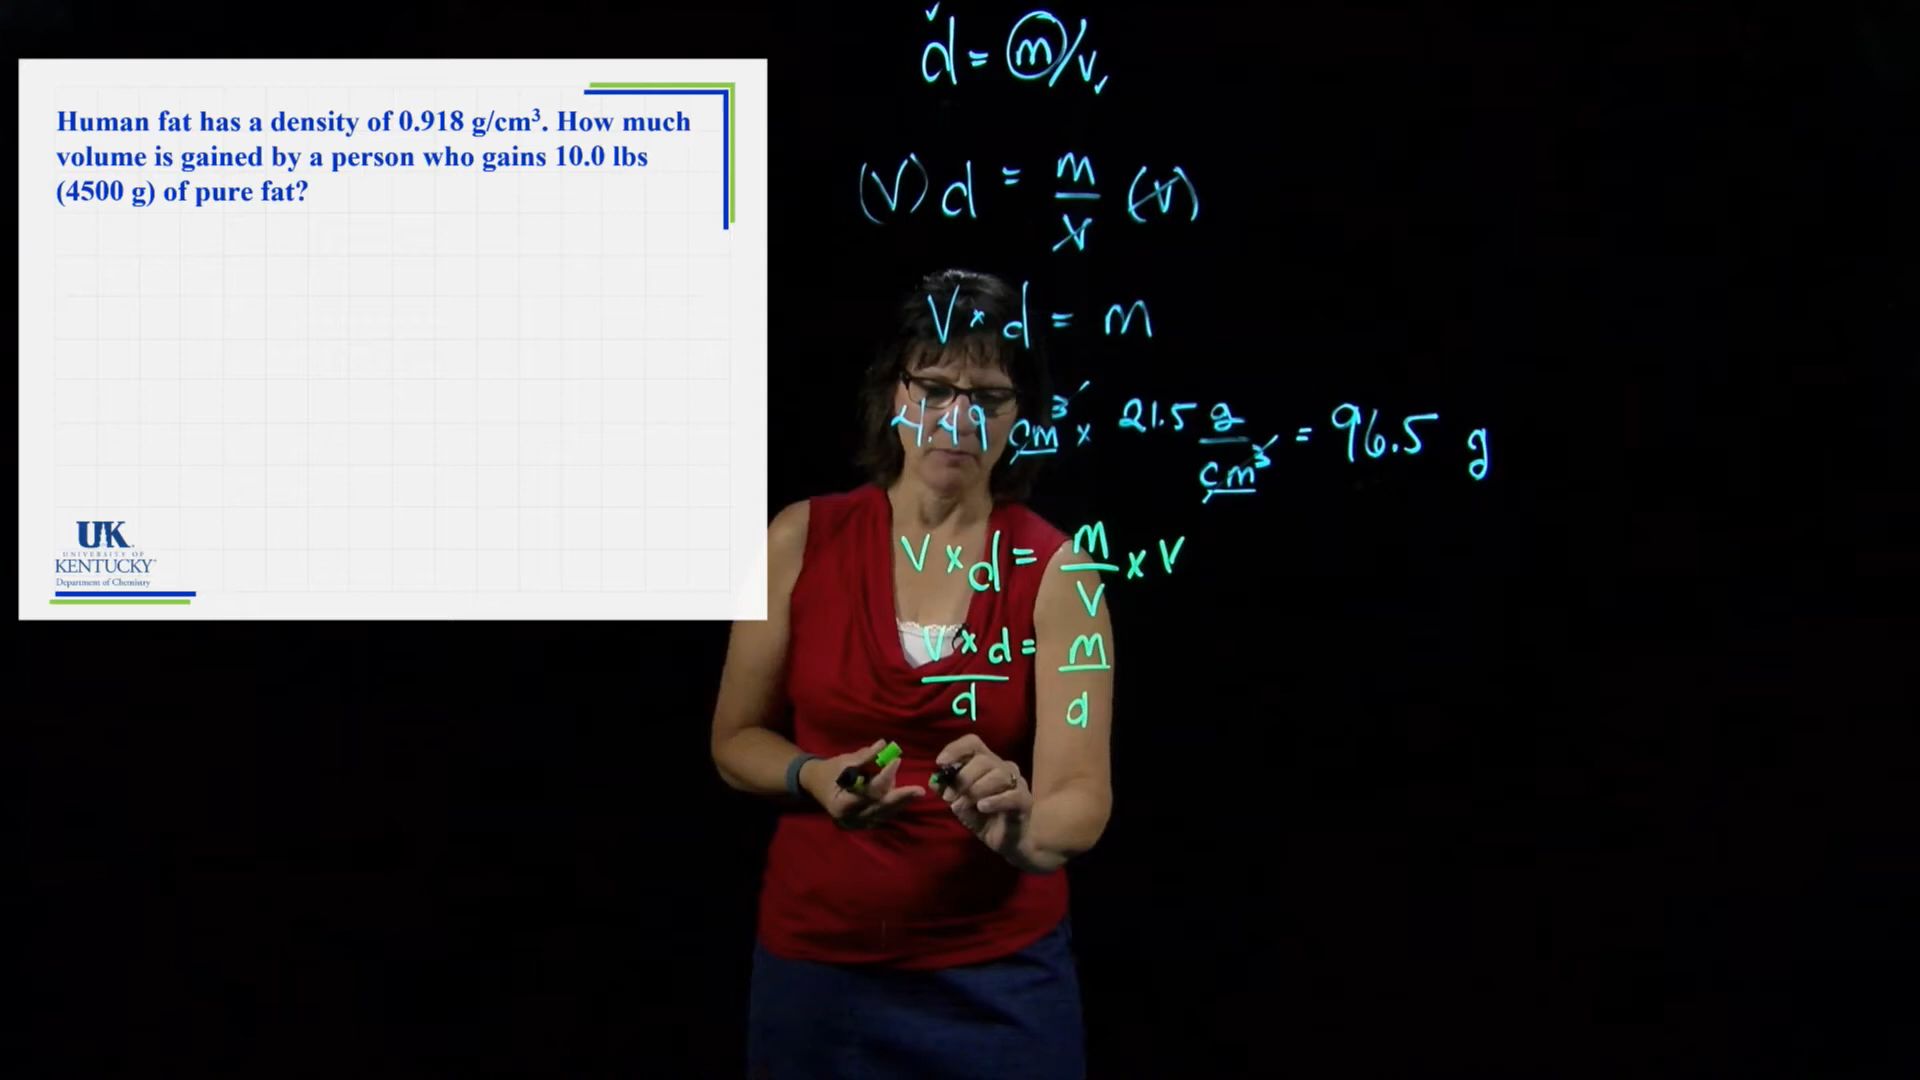 Human fat has a density of 0.918 g/cm³. How much
volume is gained by a person who gains 10.0 lbs
(4500 g) of pure fat?
UK
UNIVERSITY OF
KENTUCKY
Department of Chemistry
d = m/v
(V) d = m/V (V)
V × d = m
4.49 cm³ × 21.5 g/cm³ = 96.5 g
V × d = m/V × V
V × d/d = m/d